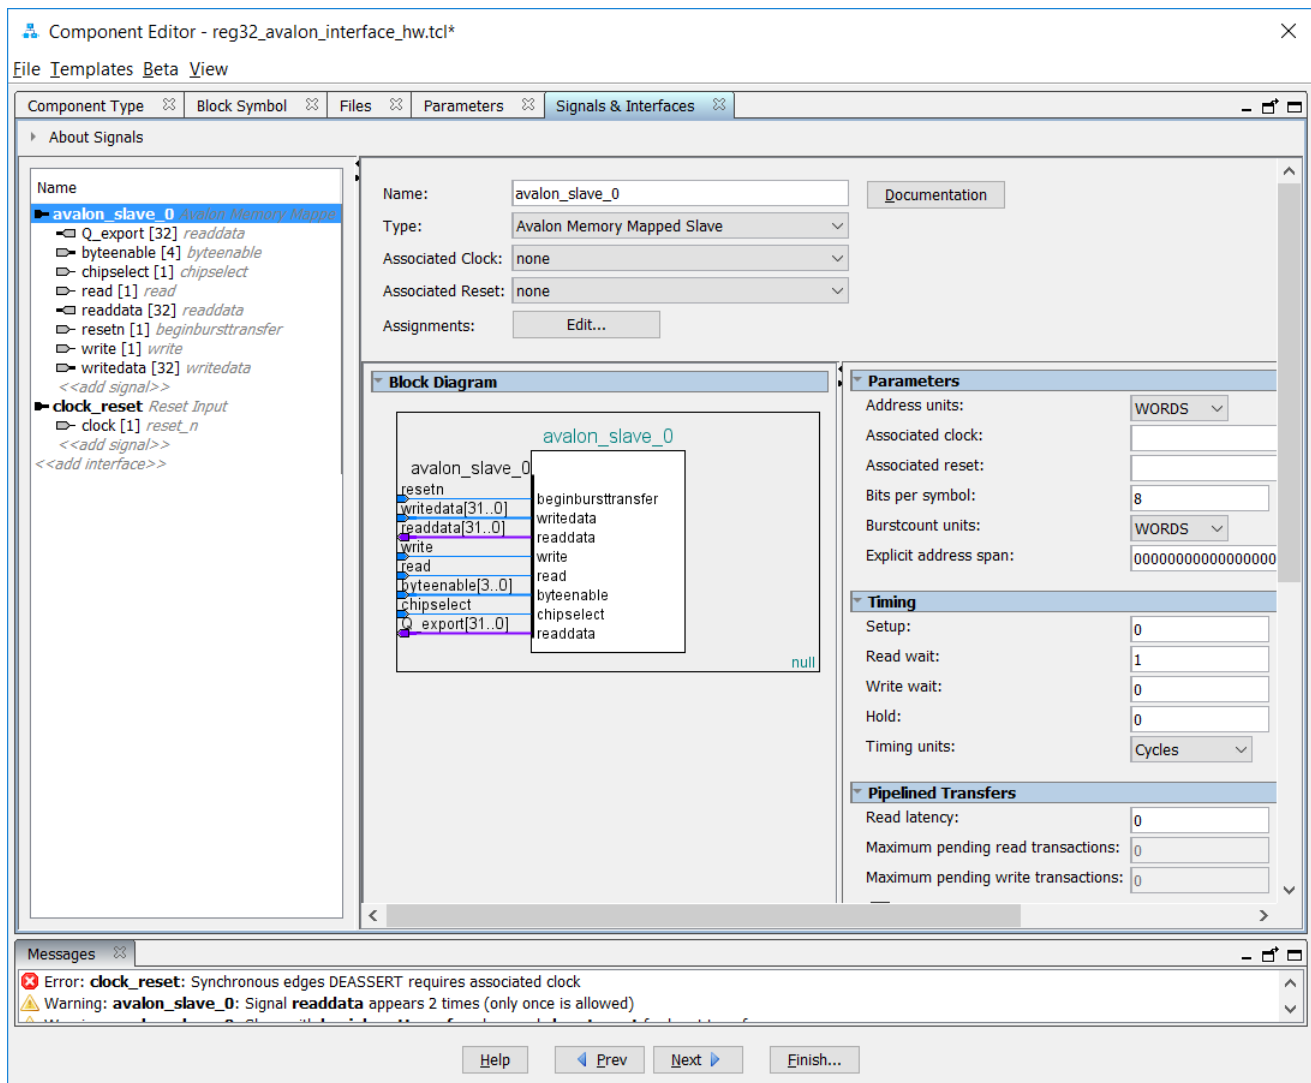 Component Editor - reg32_avalon_interface_hw.tcl*
File Templates Beta View
Component Type Block Symbol Files Parameters Signals & Interfaces
About Signals
Name
avalon_slave_0 Avalon Memory Mappe
Q_export [32] readdata
byteenable [4] byteenable
chipselect [1] chipselect
read [1] read
readdata [32] readdata
resetn [1] beginbursttransfer
write [1] write
writedata [32] writedata
<<add signal>>
clock_reset Reset Input
clock [1] reset_n
<<add signal>>
<<add interface>>
Name: avalon_slave_0 Documentation
Type: Avalon Memory Mapped Slave
Associated Clock: none
Associated Reset: none
Assignments: Edit...
Block Diagram
avalon_slave_0
avalon_slave_0
resetn beginbursttransfer
writedata[31..0] writedata
readdata[31..0] readdata
write write
read read
byteenable[3..0] byteenable
chipselect chipselect
Q_export[31..0] readdata
null
Parameters
Address units: WORDS
Associated clock:
Associated reset:
Bits per symbol: 8
Burstcount units: WORDS
Explicit address span: 00000000000000000
Timing
Setup: 0
Read wait: 1
Write wait: 0
Hold: 0
Timing units: Cycles
Pipelined Transfers
Read latency: 0
Maximum pending read transactions: 0
Maximum pending write transactions: 0
Messages
Error: clock_reset: Synchronous edges DEASSERT requires associated clock
Warning: avalon_slave_0: Signal readdata appears 2 times (only once is allowed)
Help Prev Next Finish...